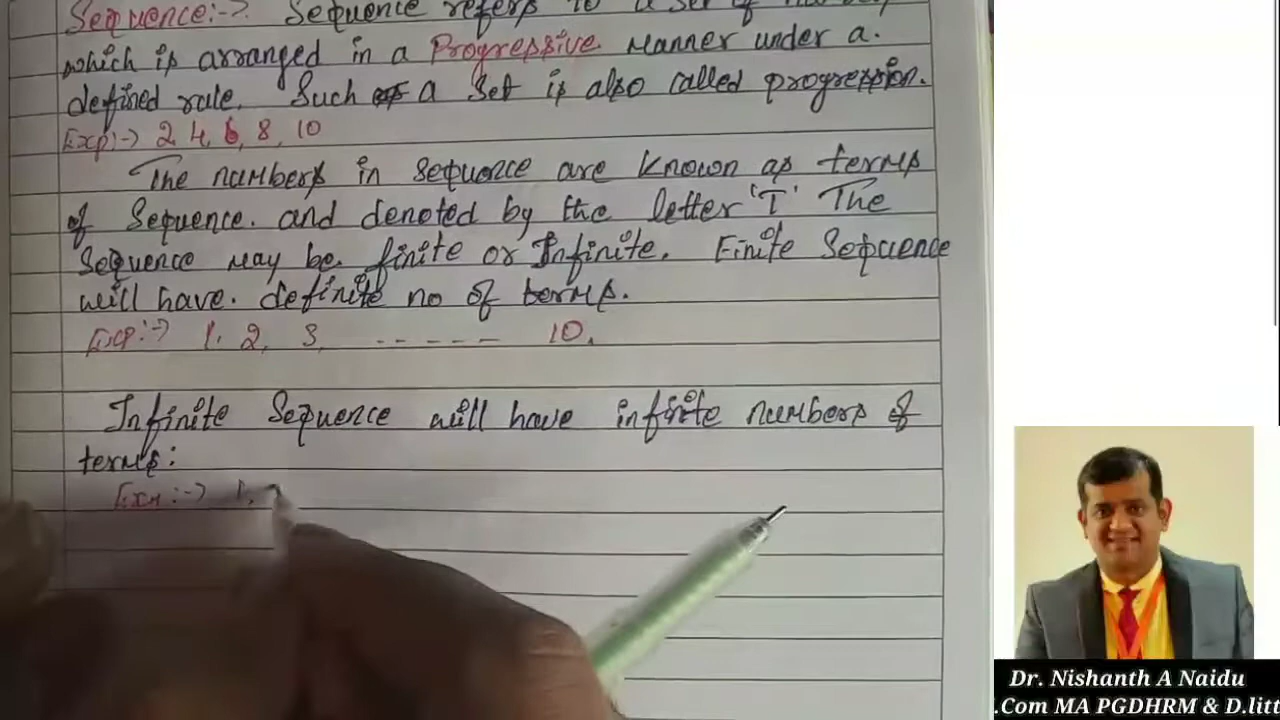 Sequence:-> Sequence refers to a set of number
which is arranged in a Progressive manner under a.
defined rule. Such a set is also called progression.
Exp:-) 2, 4, 6, 8, 10
The numbers in sequence are known as terms
of sequence. and denoted by the letter 'T' The
sequence may be. finite or Infinite. Finite Sequence
will have. definite no of terms.
Exp:-) 1, 2, 3, ----- 10.
Infinite Sequence will have infinite numbers of
terms:
:-) 1,
Dr. Nishanth A Naidu
.Com MA PGDHRM & D.litt